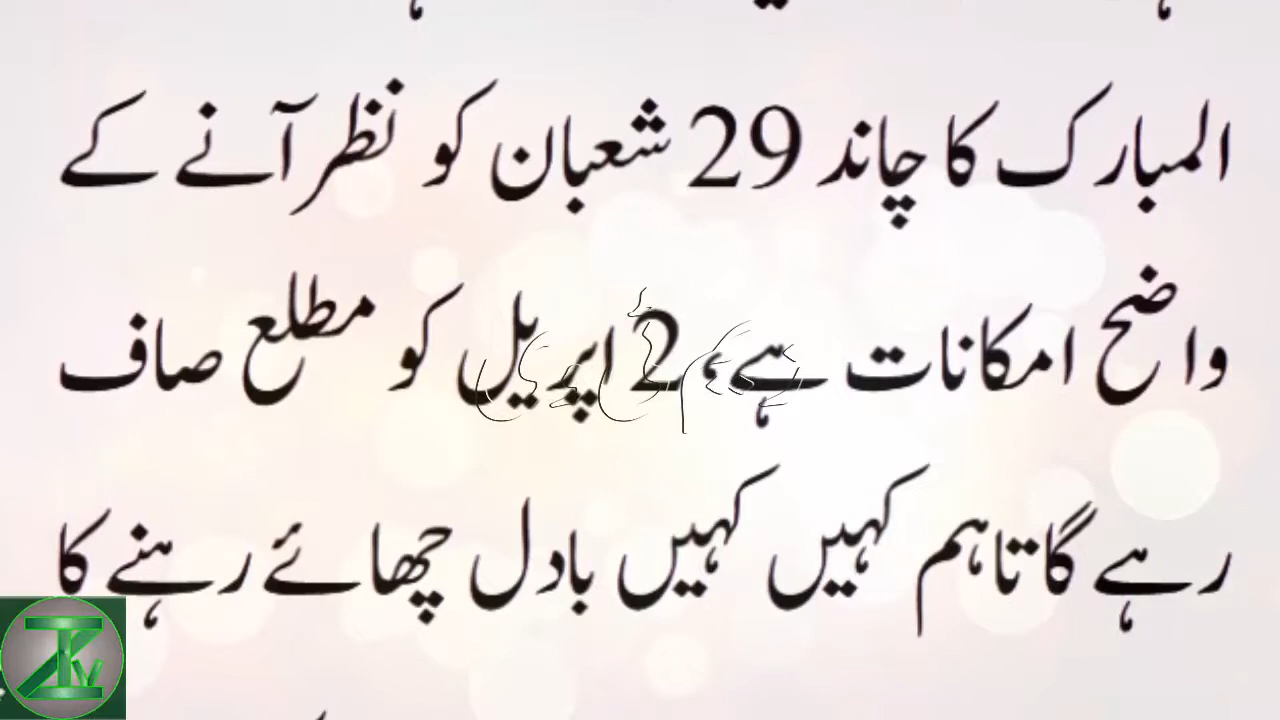 المبارک کا چاند 29 شعبان کو نظر آنے کے
واضح امکانات ہے، 2 اپریل کو مطلع صاف
رہے گا تاہم کہیں کہیں بادل چھائے رہنے کا